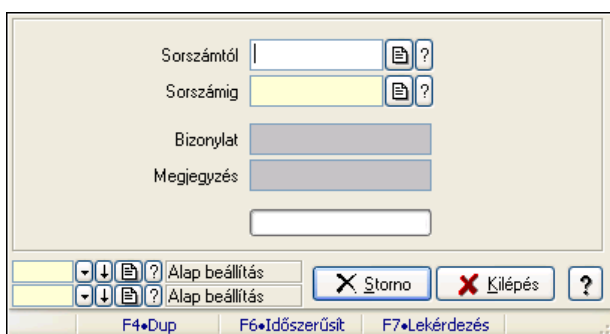 Sorszámtól ?
Sorszámig ?
Bizonylat
Megjegyzés
? Alap beállítás
? Alap beállítás
Storno
Kilépés
?
F4•Dup F6•Időszerűsít F7•Lekérdezés